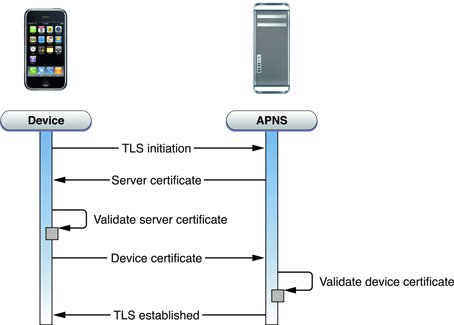 Device
APNS
TLS initiation
Server certificate
Validate server certificate
Device certificate
Validate device certificate
TLS established